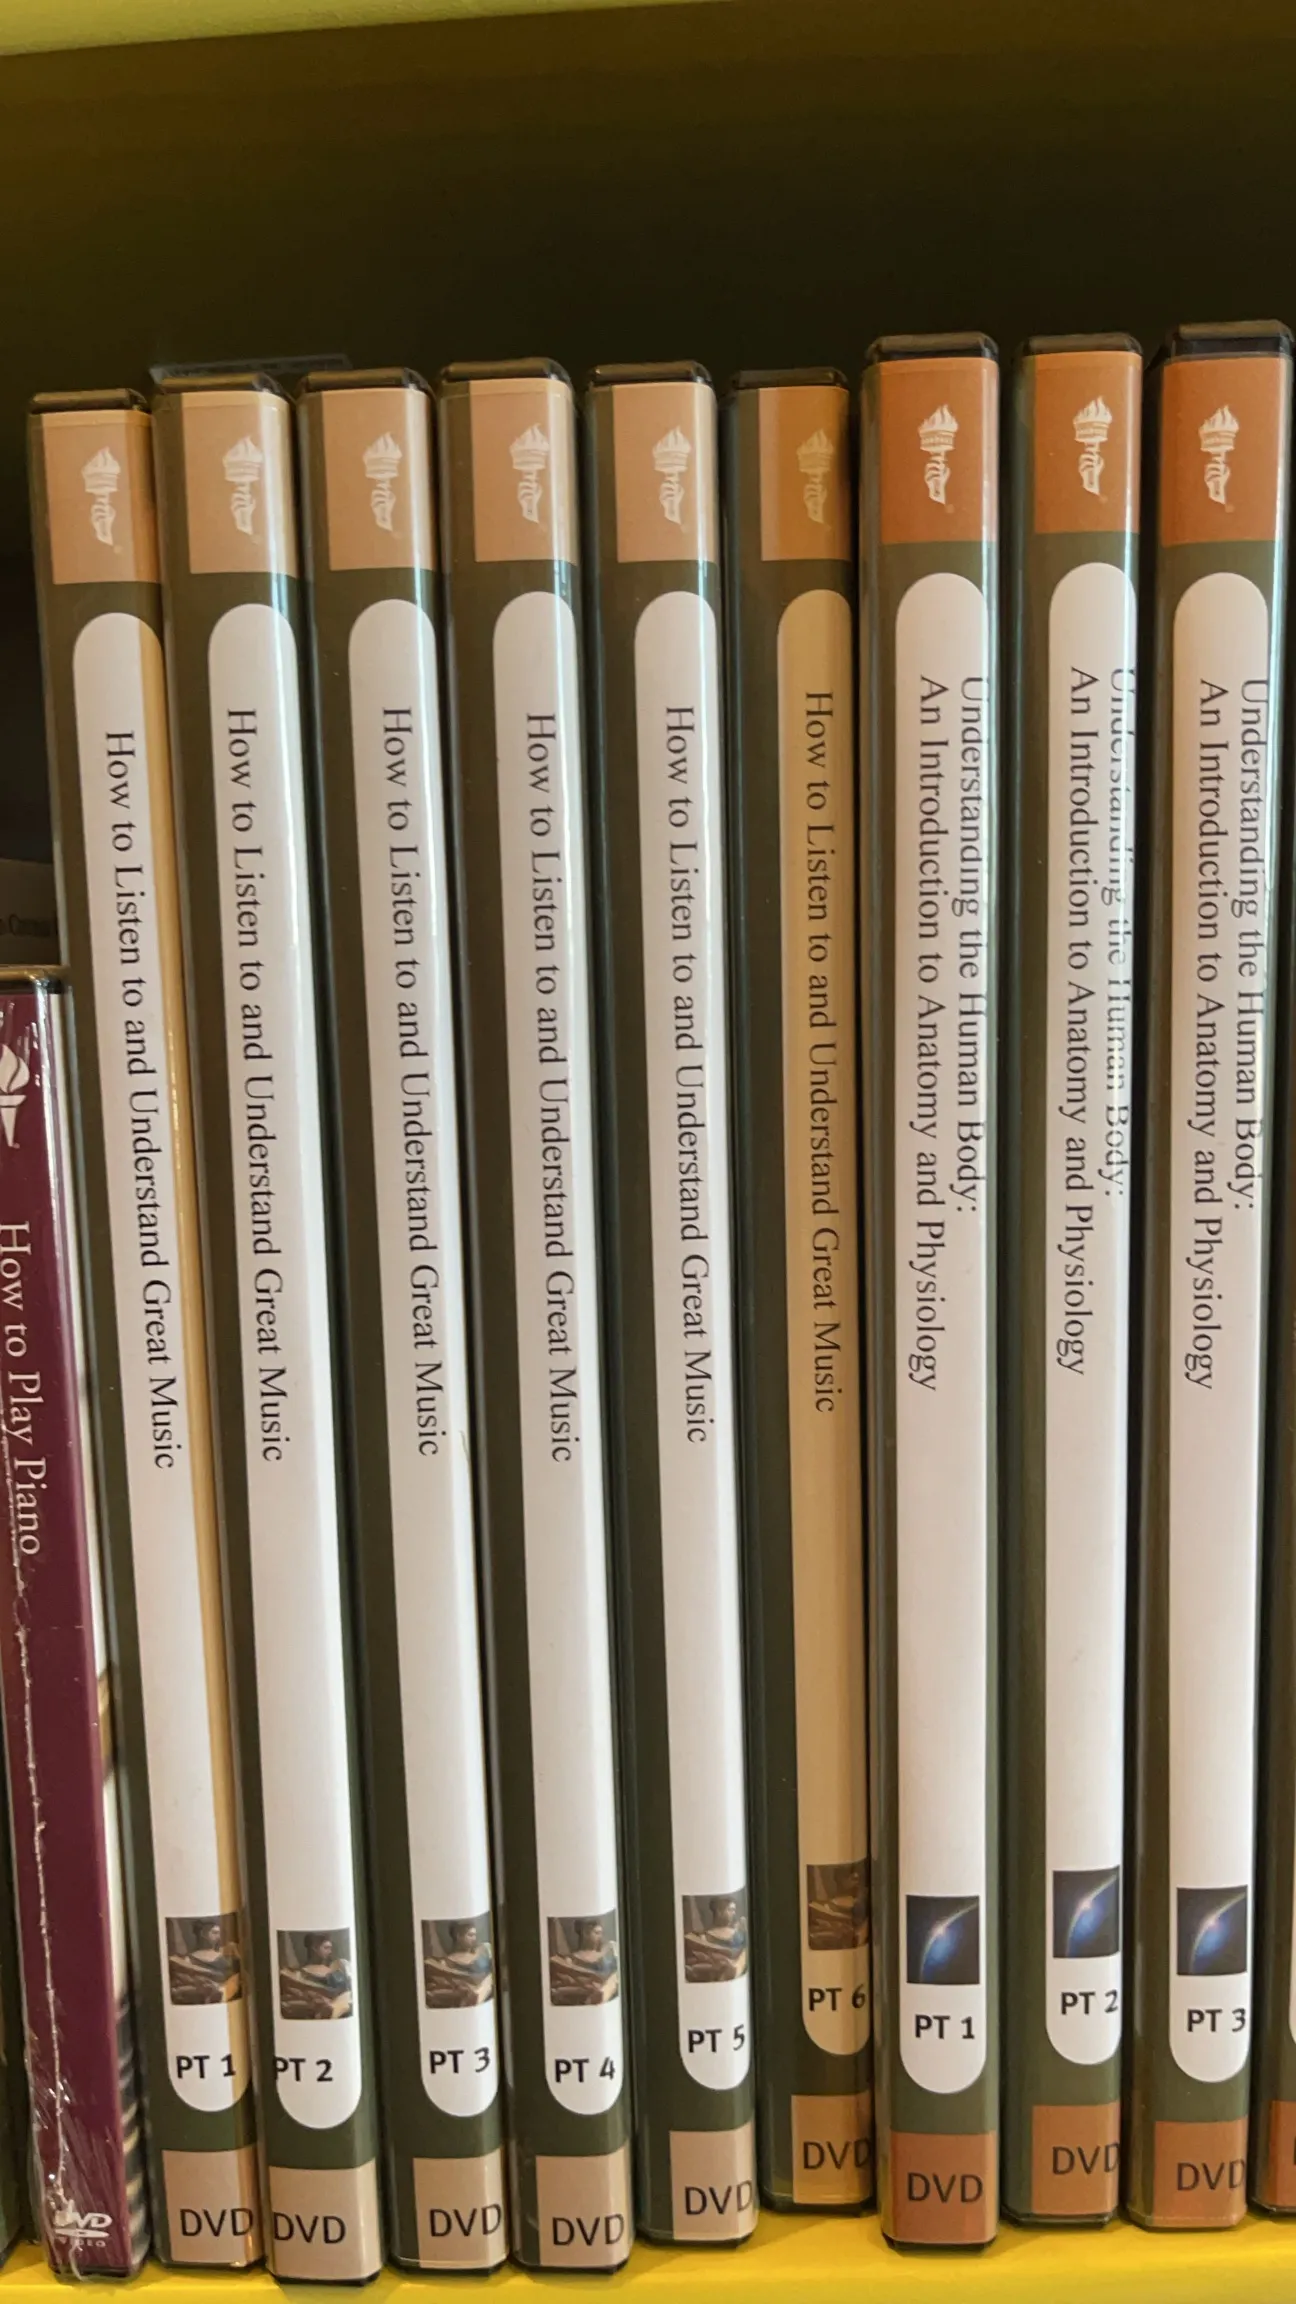 How to Play Piano
DVD
VIDEO
How to Listen to and Understand Great Music
PT 1
DVD
How to Listen to and Understand Great Music
PT 2
DVD
How to Listen to and Understand Great Music
PT 3
DVD
How to Listen to and Understand Great Music
PT 4
DVD
How to Listen to and Understand Great Music
PT 5
DVD
How to Listen to and Understand Great Music
PT 6
DVD
Understanding the Human Body:
An Introduction to Anatomy and Physiology
PT 1
DVD
Understanding the Human Body:
An Introduction to Anatomy and Physiology
PT 2
DVD
Understanding the Human Body:
An Introduction to Anatomy and Physiology
PT 3
DVD